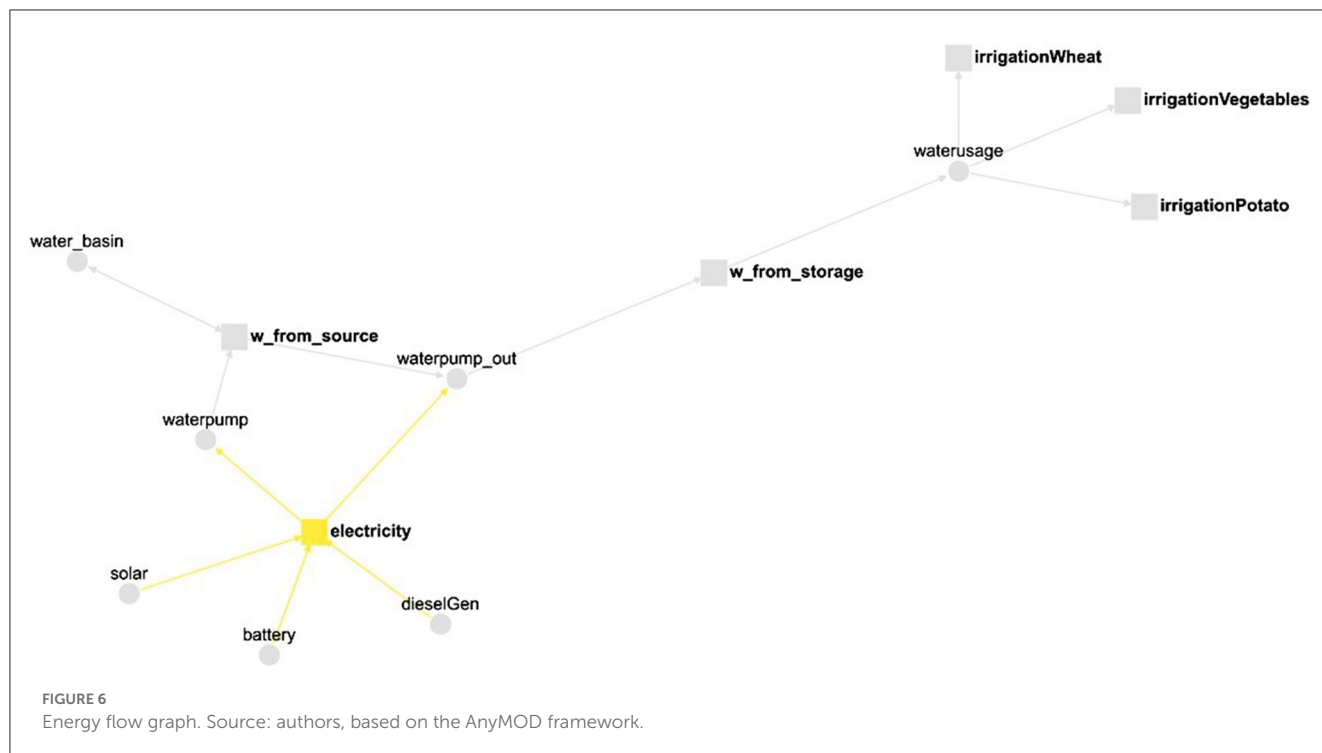 irrigationWheat
irrigationVegetables
waterusage
irrigationPotato
water_basin
w_from_storage
w_from_source
waterpump_out
waterpump
electricity
solar
dieselGen
battery
FIGURE 6
Energy flow graph. Source: authors, based on the AnyMOD framework.